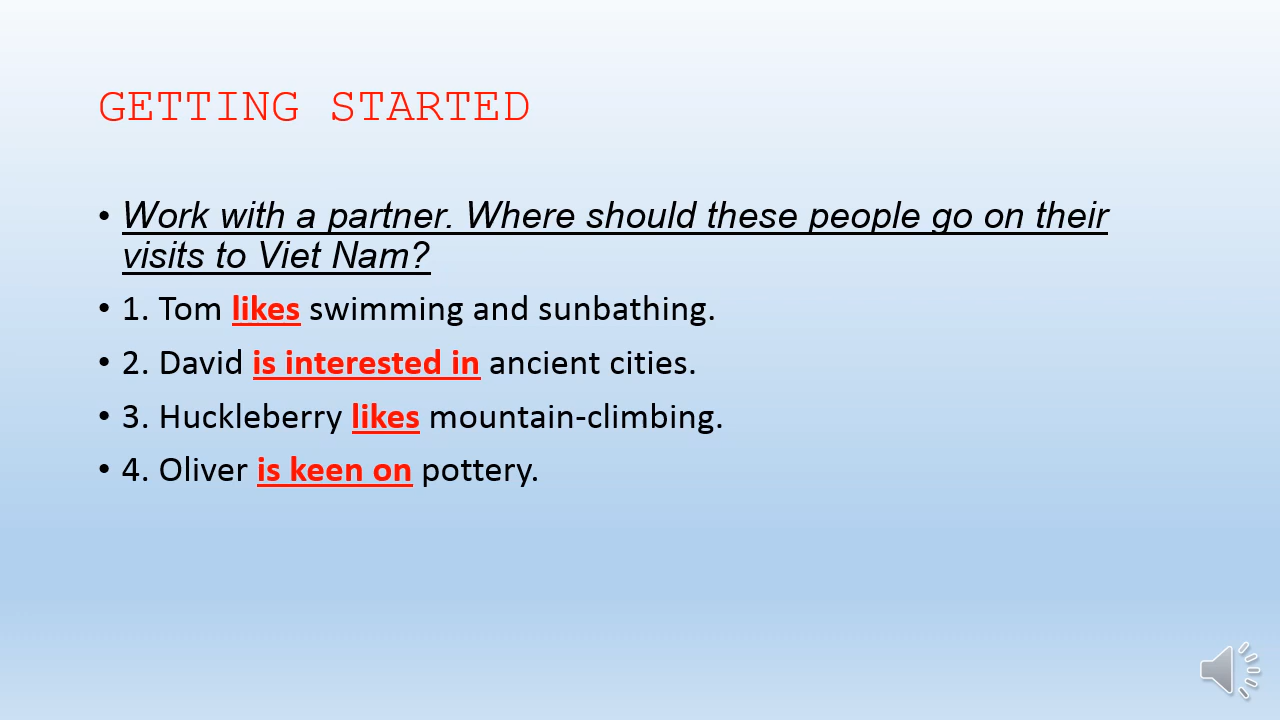 GETTING STARTED
• Work with a partner. Where should these people go on their
visits to Viet Nam?
• 1. Tom likes swimming and sunbathing.
• 2. David is interested in ancient cities.
• 3. Huckleberry likes mountain-climbing.
• 4. Oliver is keen on pottery.